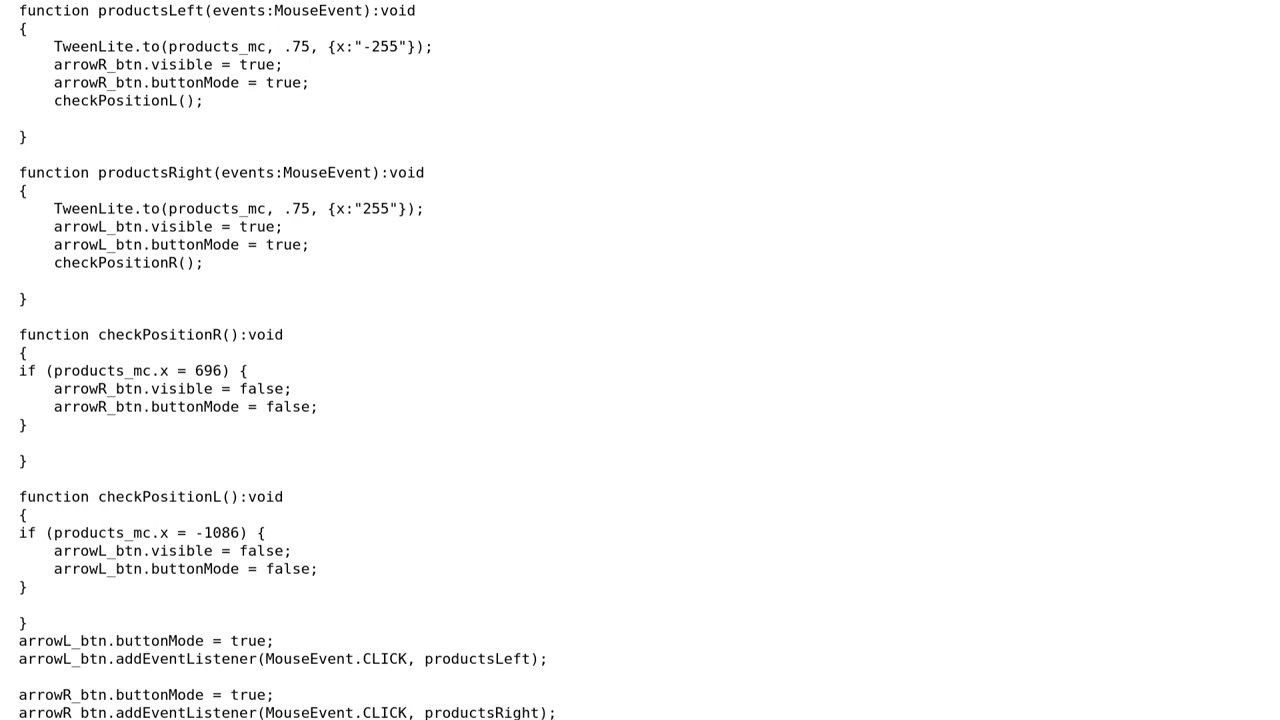 function productsLeft(events:MouseEvent):void
{
    TweenLite.to(products_mc, .75, {x:"-255"});
    arrowR_btn.visible = true;
    arrowR_btn.buttonMode = true;
    checkPositionL();

}

function productsRight(events:MouseEvent):void
{
    TweenLite.to(products_mc, .75, {x:"255"});
    arrowL_btn.visible = true;
    arrowL_btn.buttonMode = true;
    checkPositionR();

}

function checkPositionR():void
{
if (products_mc.x = 696) {
    arrowR_btn.visible = false;
    arrowR_btn.buttonMode = false;
}

}

function checkPositionL():void
{
if (products_mc.x = -1086) {
    arrowL_btn.visible = false;
    arrowL_btn.buttonMode = false;
}

}
arrowL_btn.buttonMode = true;
arrowL_btn.addEventListener(MouseEvent.CLICK, productsLeft);

arrowR_btn.buttonMode = true;
arrowR_btn.addEventListener(MouseEvent.CLICK, productsRight);